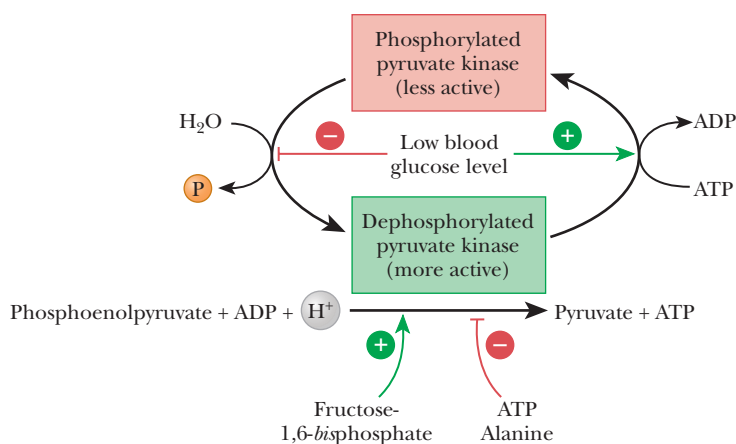 Phosphorylated
pyruvate kinase
(less active)
H₂O
ADP
−
Low blood
glucose level
+
P
ATP
Dephosphorylated
pyruvate kinase
(more active)
Phosphoenolpyruvate + ADP + H⁺
Pyruvate + ATP
+
−
Fructose-
1,6-bisphosphate
ATP
Alanine